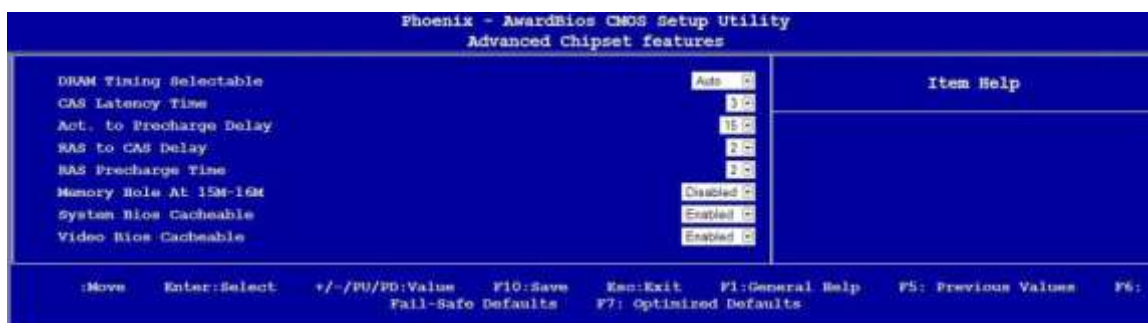 Phoenix - AwardBios CMOS Setup Utility
Advanced Chipset features
DRAM Timing Selectable Auto
CAS Latency Time 3
Act. to Precharge Delay 15
RAS to CAS Delay 2
RAS Precharge Time 2
Memory Hole At 15M-16M Disabled
System Bios Cacheable Enabled
Video Bios Cacheable Enabled
Item Help
:Move Enter:Select +/-/PU/PD:Value F10:Save Esc:Exit F1:General Help F5: Previous Values F6:
Fail-Safe Defaults F7: Optimized Defaults